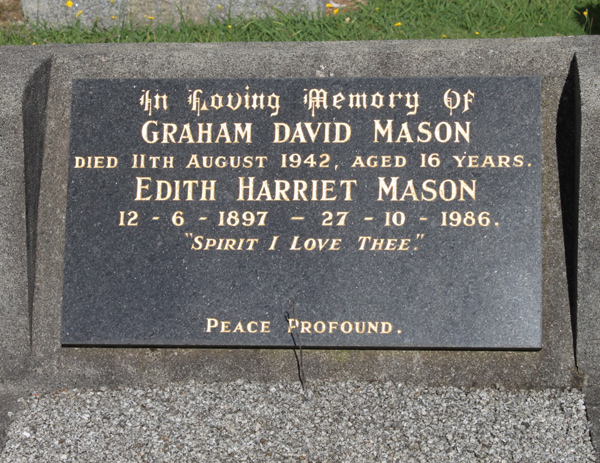 In Loving Memory Of
GRAHAM DAVID MASON
DIED 11TH AUGUST 1942, AGED 16 YEARS.
EDITH HARRIET MASON
12 - 6 - 1897 - 27 - 10 - 1986.
"SPIRIT I LOVE THEE."
PEACE PROFOUND.